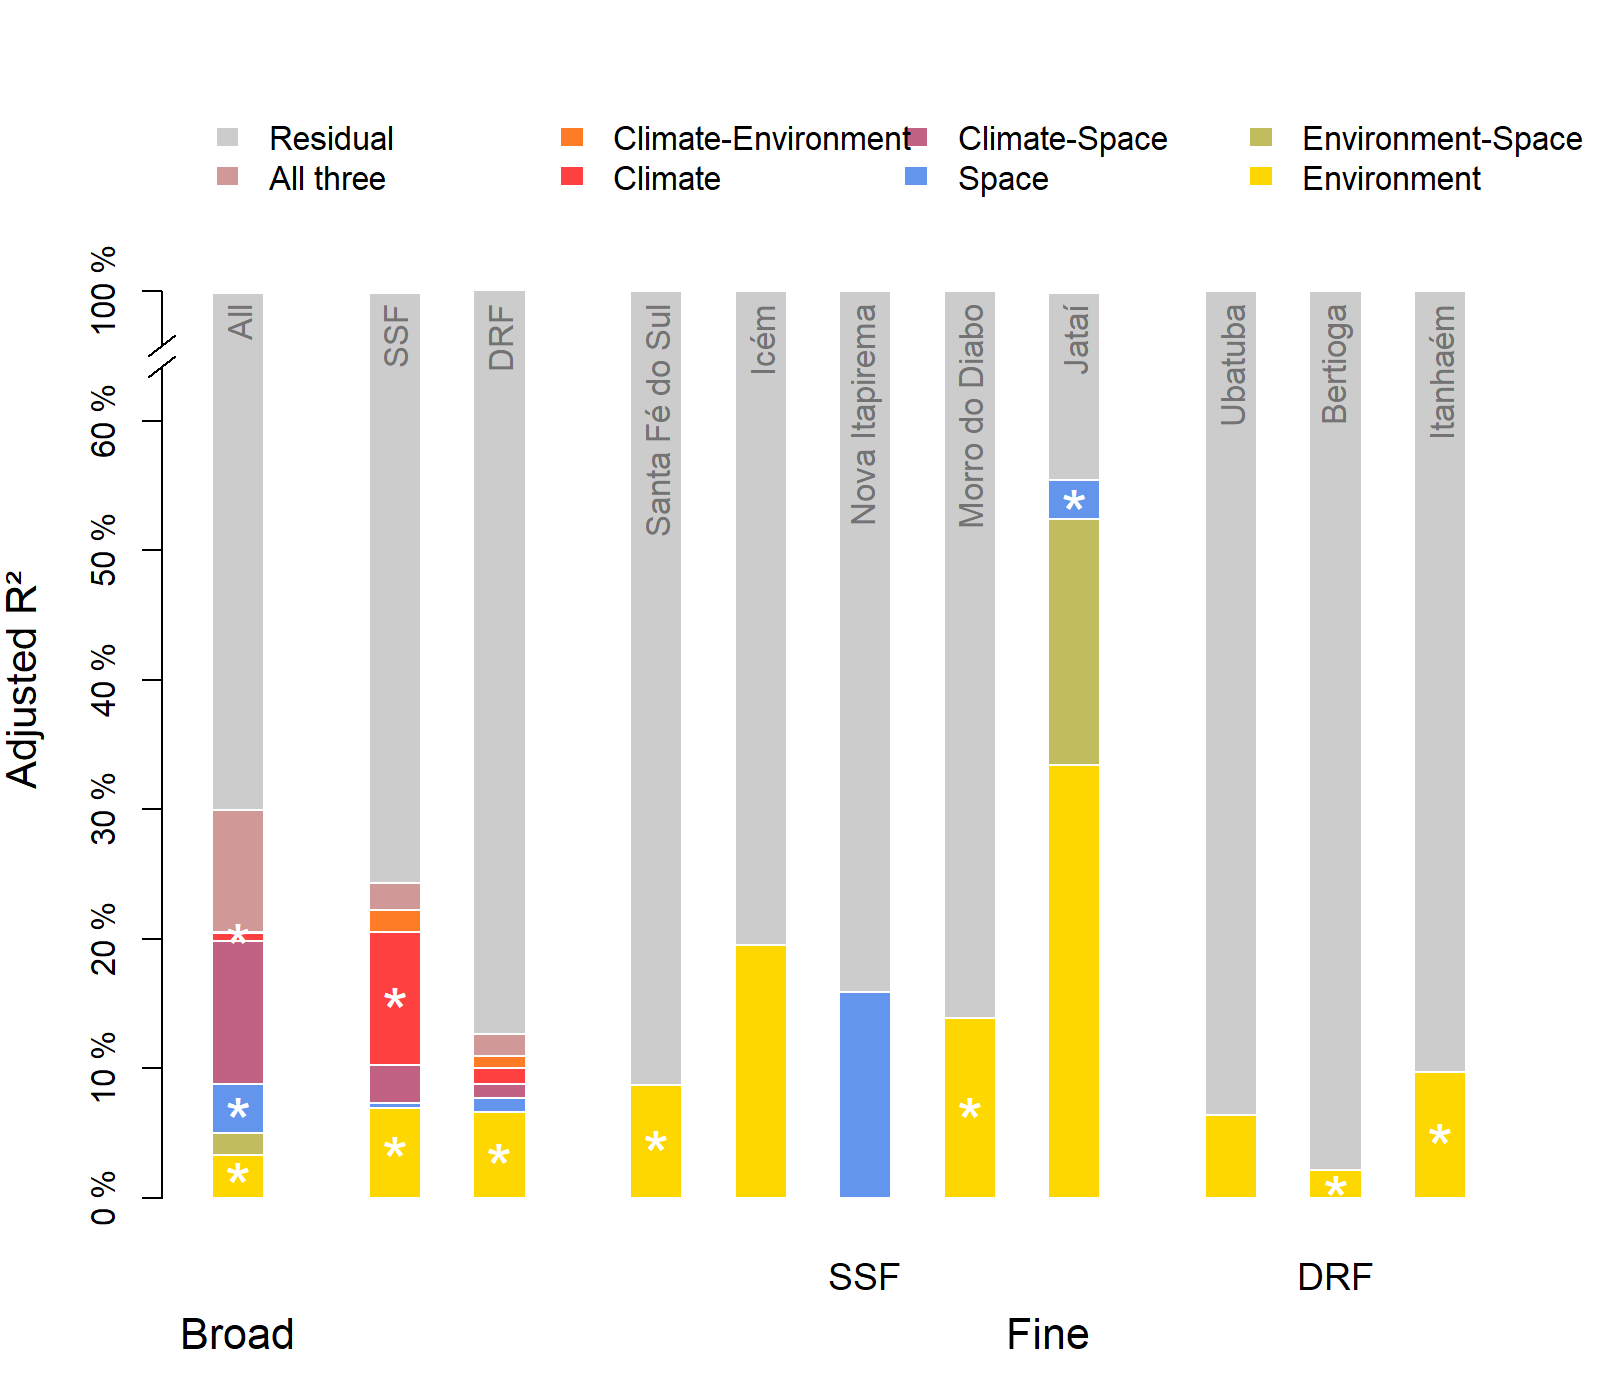 Residual
Climate-Environment
Climate-Space
Environment-Space
All three
Climate
Space
Environment
Adjusted R²
100 %
60 %
50 %
40 %
30 %
20 %
10 %
0 %
All
SSF
DRF
Santa Fé do Sul
Icém
Nova Itapirema
Morro do Diabo
Jataí
Ubatuba
Bertioga
Itanhaém
*
*
*
*
*
*
*
*
*
*
*
SSF
DRF
Broad
Fine